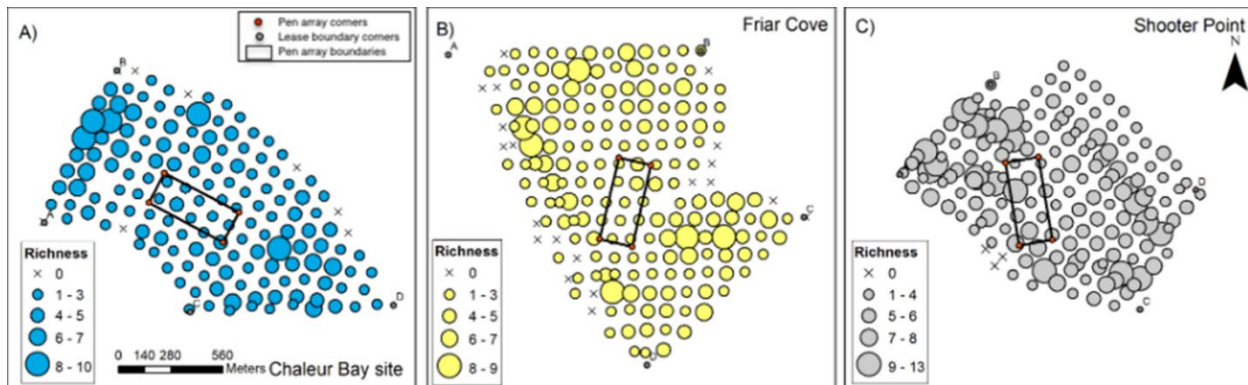 A)
Pen array corners
Lease boundary corners
Pen array boundaries
B
A
C
D
Richness
× 0
1 - 3
4 - 5
6 - 7
8 - 10
0 140 280 560
Meters
Chaleur Bay site
B)
Friar Cove
A
B
C
D
Richness
× 0
1 - 3
4 - 5
6 - 7
8 - 9
C)
Shooter Point
N
B
D
C
Richness
× 0
1 - 4
5 - 6
7 - 8
9 - 13